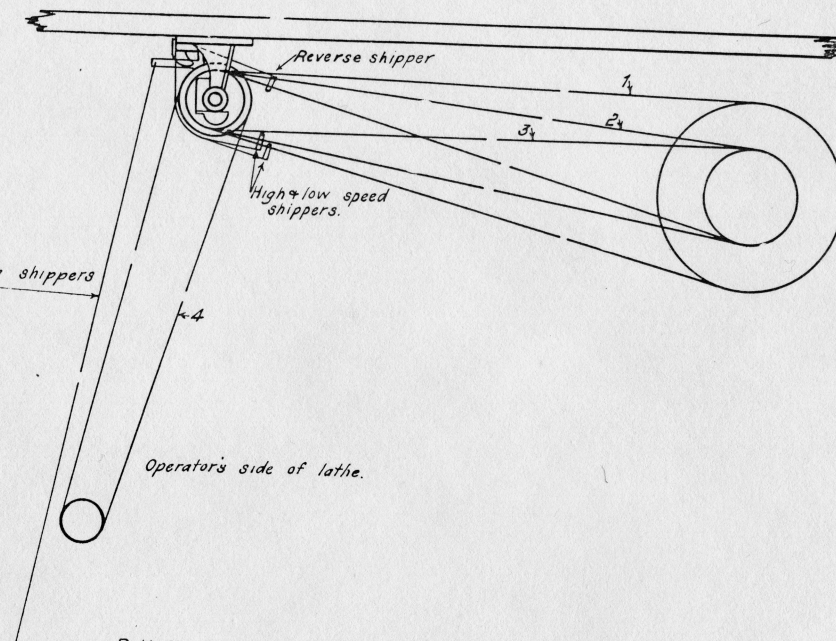 Reverse shipper
1
2
3
High & low speed
shippers.
shippers
4
Operator's side of lathe.